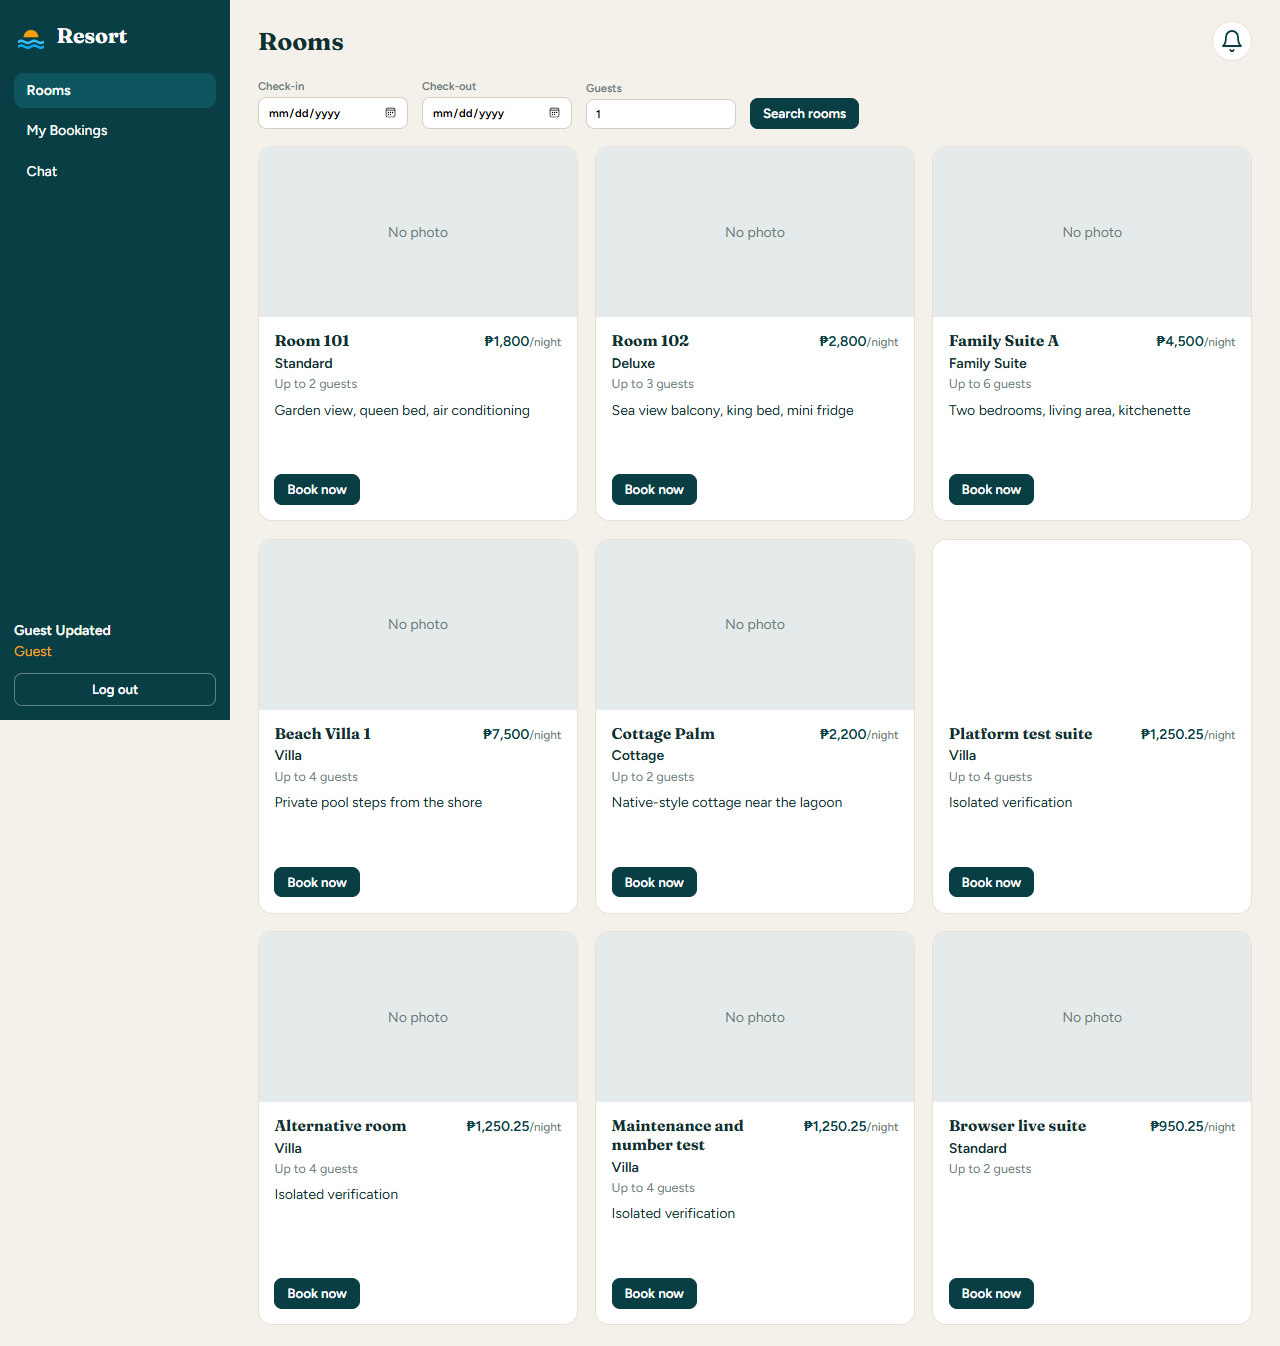 Resort
Rooms
My Bookings
Chat
Guest Updated
Guest
Log out
Rooms
Check-in
Check-out
Guests
mm/dd/yyyy
mm/dd/yyyy
1
Search rooms
No photo
No photo
No photo
Room 101 ₱1,800/night
Standard
Up to 2 guests
Garden view, queen bed, air conditioning
Book now
Room 102 ₱2,800/night
Deluxe
Up to 3 guests
Sea view balcony, king bed, mini fridge
Book now
Family Suite A ₱4,500/night
Family Suite
Up to 6 guests
Two bedrooms, living area, kitchenette
Book now
No photo
No photo
Beach Villa 1 ₱7,500/night
Villa
Up to 4 guests
Private pool steps from the shore
Book now
Cottage Palm ₱2,200/night
Cottage
Up to 2 guests
Native-style cottage near the lagoon
Book now
Platform test suite ₱1,250.25/night
Villa
Up to 4 guests
Isolated verification
Book now
No photo
No photo
No photo
Alternative room ₱1,250.25/night
Villa
Up to 4 guests
Isolated verification
Book now
Maintenance and ₱1,250.25/night
number test
Villa
Up to 4 guests
Isolated verification
Book now
Browser live suite ₱950.25/night
Standard
Up to 2 guests
Book now